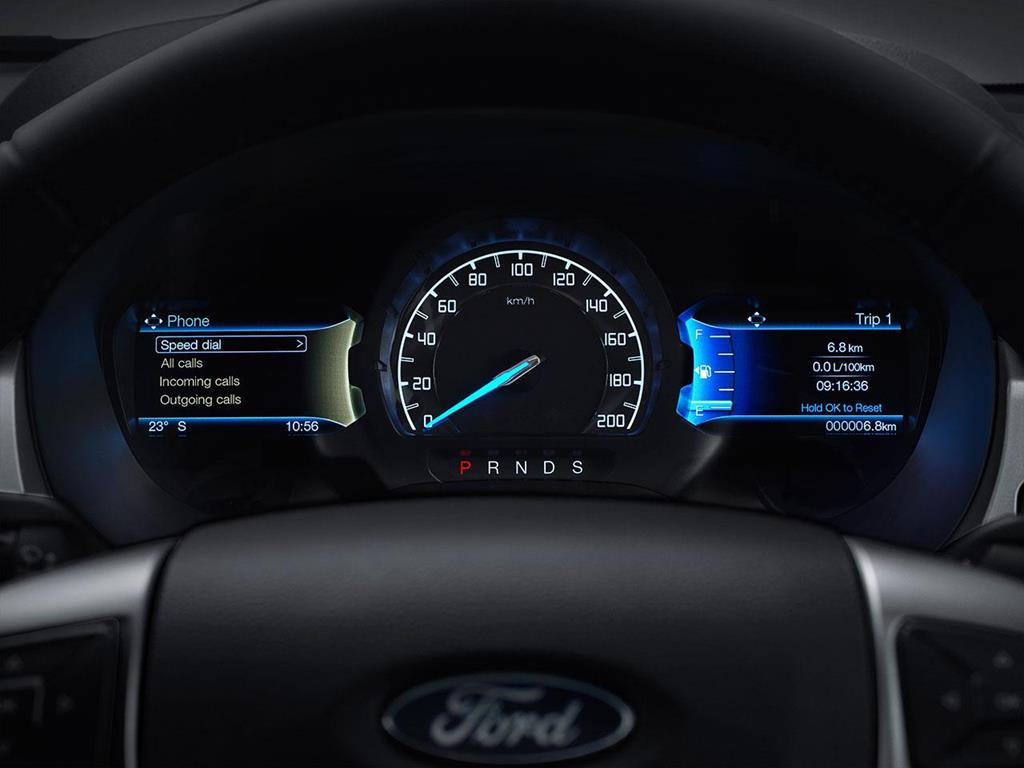 Phone
Speed dial >
All calls
Incoming calls
Outgoing calls
23° S 10:56
0
20
40
60
80
100
120
140
160
180
200
km/h
P R N D S
Trip 1
F
E
6.8 km
0.0 L/100km
09:16:36
Hold OK to Reset
000006.8km
Ford